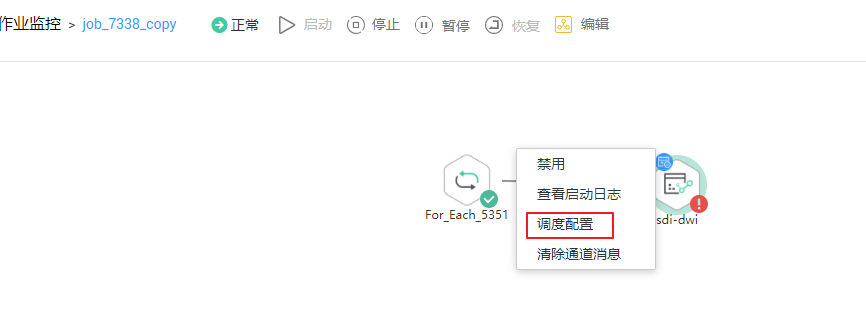 作业监控 > job_7338_copy 正常 启动 停止 暂停 恢复 编辑
禁用
查看启动日志
调度配置
清除通道消息
For_Each_5351
sdi-dwi